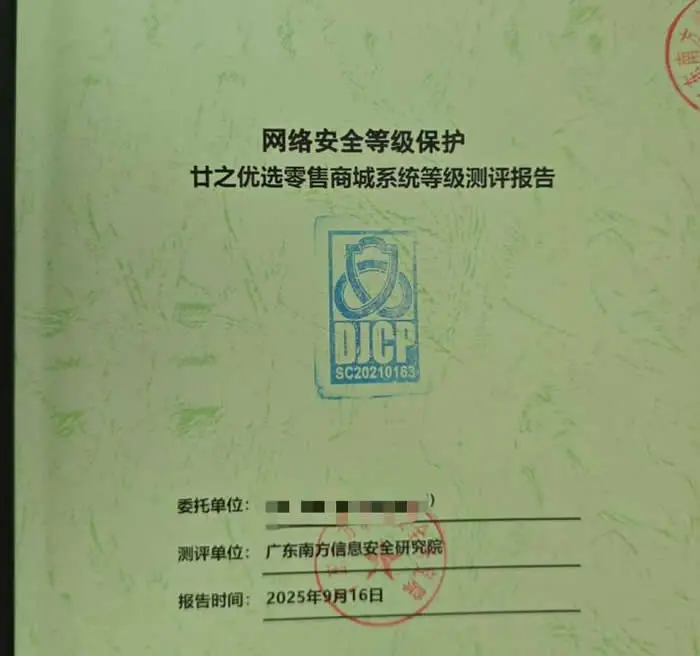 网络安全等级保护
廿之优选零售商城系统等级测评报告
DJCP
SC20210163
委托单位：
测评单位：广东南方信息安全研究院
报告时间：2025年9月16日